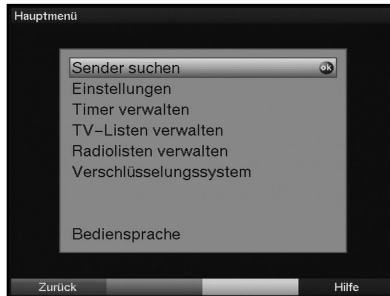 Hauptmenü
Sender suchen ok
Einstellungen
Timer verwalten
TV-Listen verwalten
Radiolisten verwalten
Verschlüsselungssystem
Bediensprache
Zurück Hilfe